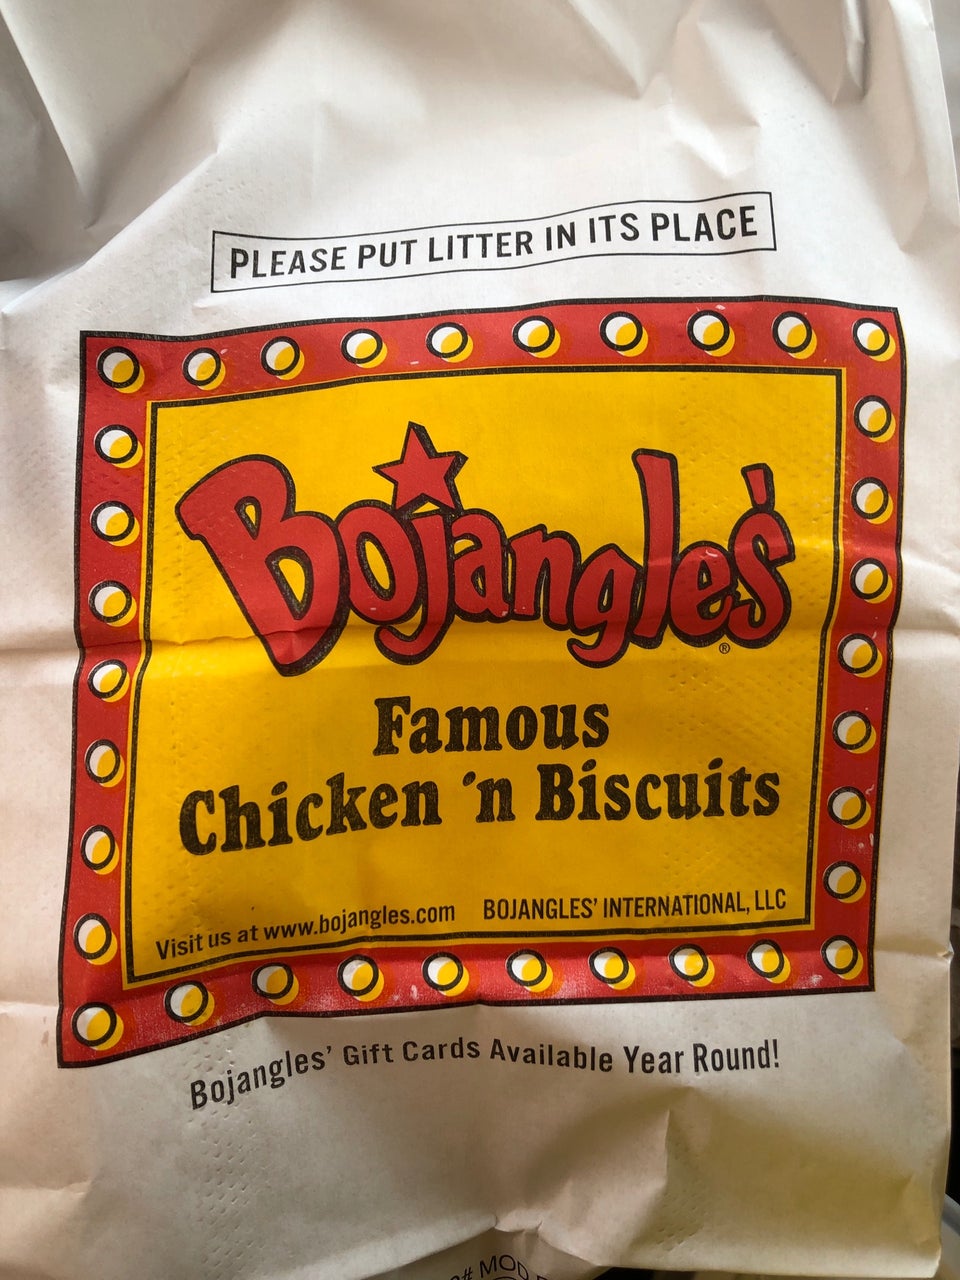 PLEASE PUT LITTER IN ITS PLACE
Bojangles'
®
Famous
Chicken 'n Biscuits
Visit us at www.bojangles.com BOJANGLES' INTERNATIONAL, LLC
Bojangles' Gift Cards Available Year Round!
MOD